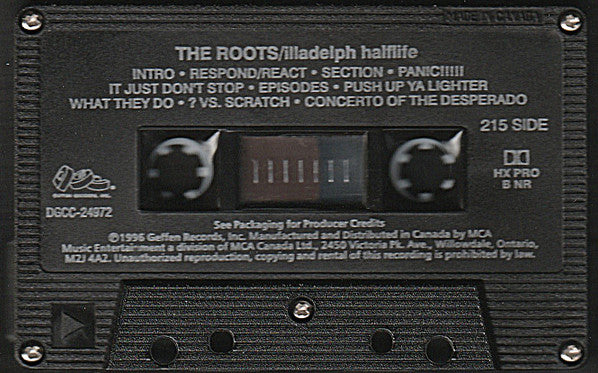 MADE IN CANADA
THE ROOTS/illadelph halflife
INTRO • RESPOND/REACT • SECTION • PANIC!!!!!
IT JUST DON'T STOP • EPISODES • PUSH UP YA LIGHTER
WHAT THEY DO • ? VS. SCRATCH • CONCERTO OF THE DESPERADO
215 SIDE
HX PRO
B NR
DGCC-24972
See Packaging for Producer Credits
©1996 Geffen Records, Inc. Manufactured and Distributed in Canada by MCA
Music Entertainment a division of MCA Canada Ltd., 2450 Victoria Pk. Ave., Willowdale, Ontario,
M2J 4A2. Unauthorized reproduction, copying and rental of this recording is prohibited by law.